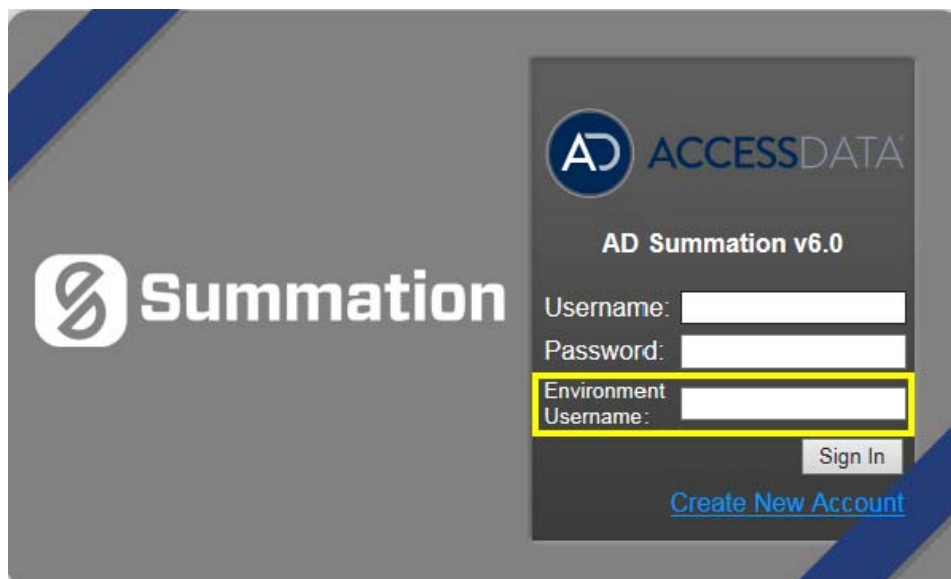 AD ACCESSDATA
AD Summation v6.0
Summation
Username:
Password:
Environment
Username:
Sign In
Create New Account